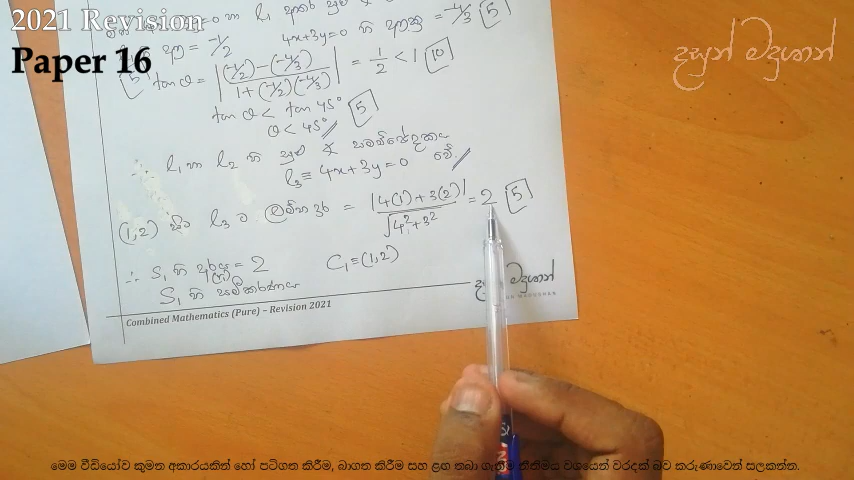 2021 Revision
Paper 16
දසුන් මදුශාන්
l₁ අතර සුළු
4x+3y=0 හි අනුක්‍ර = -4/3 [5]
= -1/2
[5] tan θ = |(-1/2) - (-4/3) / 1 + (-1/2)(-4/3)| = 1/2 < 1 [10]
tan θ < tan 45° [5]
θ < 45°
∴ l₁ හා l₂ හි සුළු ∢ සමච්ඡේදකය
l₃ ≡ 4x+3y=0 වේ.
(1,2) සිට l₃ ට ලම්භ දුර = |4(1)+3(2)| / √4²+3² = 2 [5]
∴ S₁ හි අරය = 2 C₁≡(1,2)
(r₁)
S₁ හි සමීකරණය
දසුන් මදුශාන්
Combined Mathematics (Pure) – Revision 2021
මෙම වීඩියෝව කුමන අකාරයකින් හෝ පටිගත කිරීම, බාගත කිරීම සහ ළඟ තබා ගැනීම නීතිමය වශයෙන් වරදක් බව කරුණාවෙන් සලකන්න.